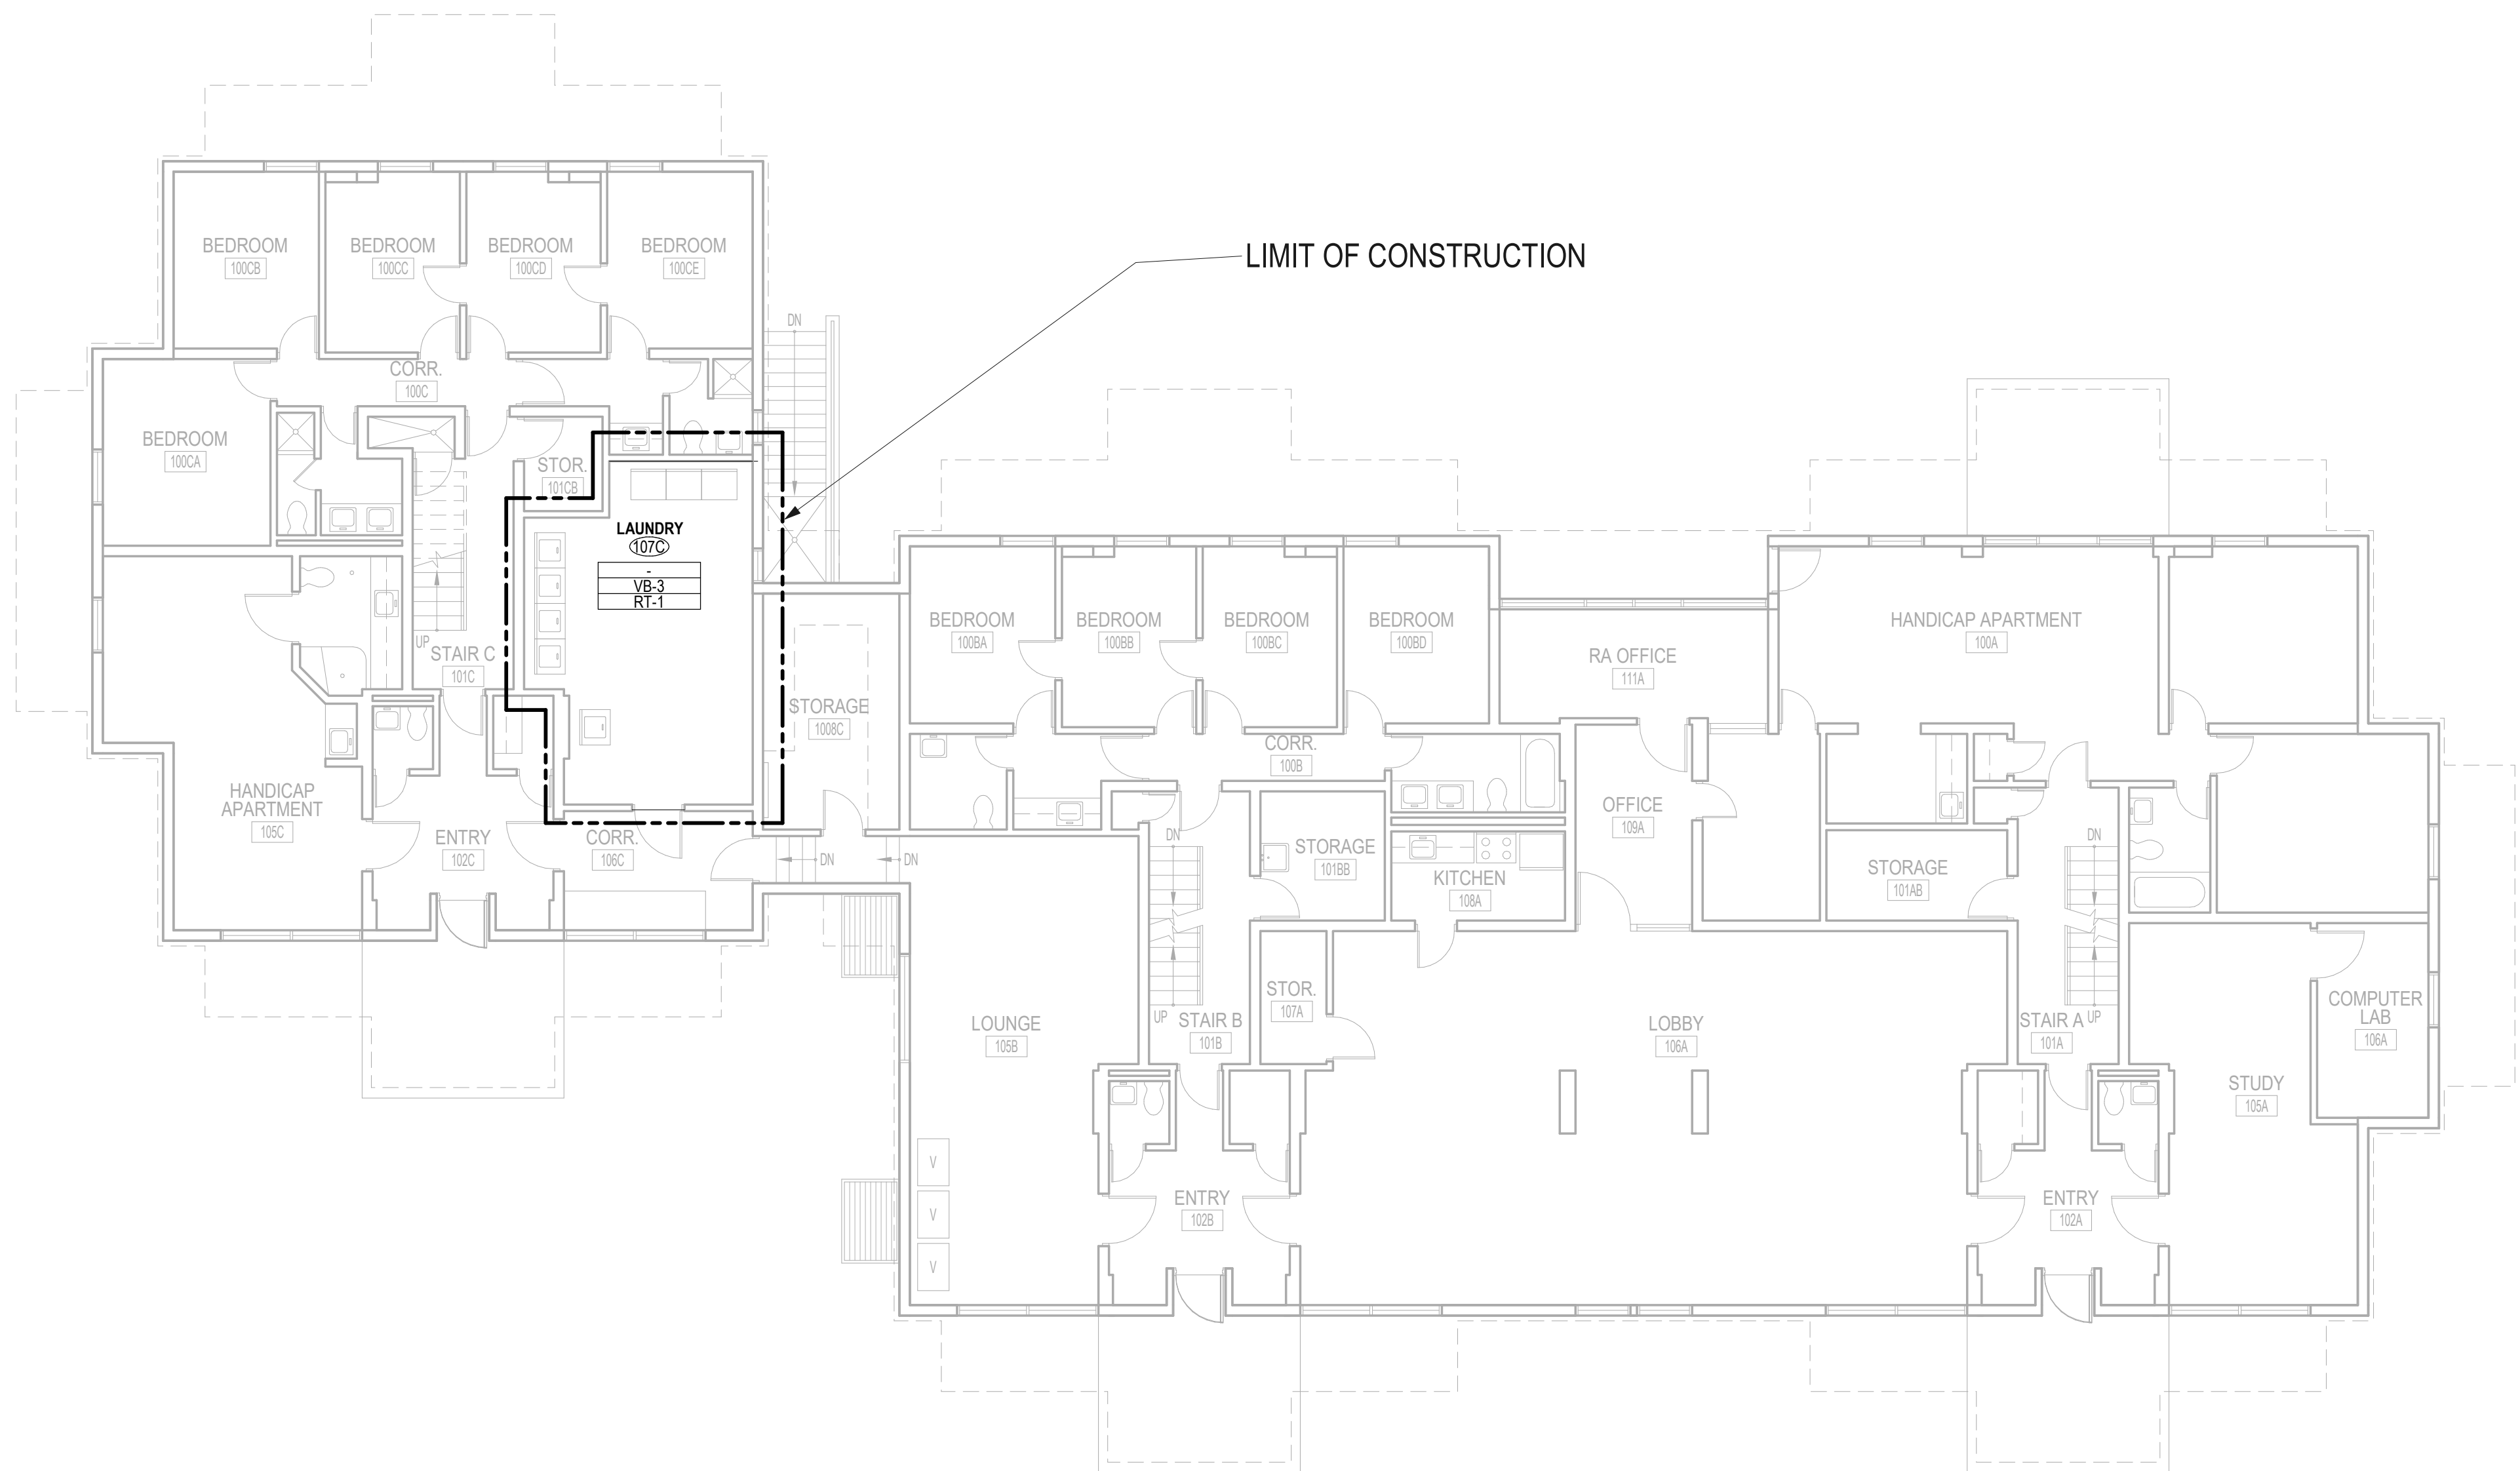 LIMIT OF CONSTRUCTION
BEDROOM
100CB
BEDROOM
100CC
BEDROOM
100CD
BEDROOM
100CE
DN
CORR.
100C
BEDROOM
100CA
STOR.
101CB
LAUNDRY
107C
-
VB-3
RT-1
UP
STAIR C
101C
STORAGE
1008C
HANDICAP
APARTMENT
105C
ENTRY
102C
CORR.
106C
DN
DN
BEDROOM
100BA
BEDROOM
100BB
BEDROOM
100BC
BEDROOM
100BD
RA OFFICE
111A
HANDICAP APARTMENT
100A
CORR.
100B
OFFICE
109A
DN
STORAGE
101BB
KITCHEN
108A
STORAGE
101AB
DN
LOUNGE
105B
UP
STAIR B
101B
STOR.
107A
LOBBY
106A
STAIR A
101A
UP
COMPUTER
LAB
106A
STUDY
105A
V
V
V
ENTRY
102B
ENTRY
102A